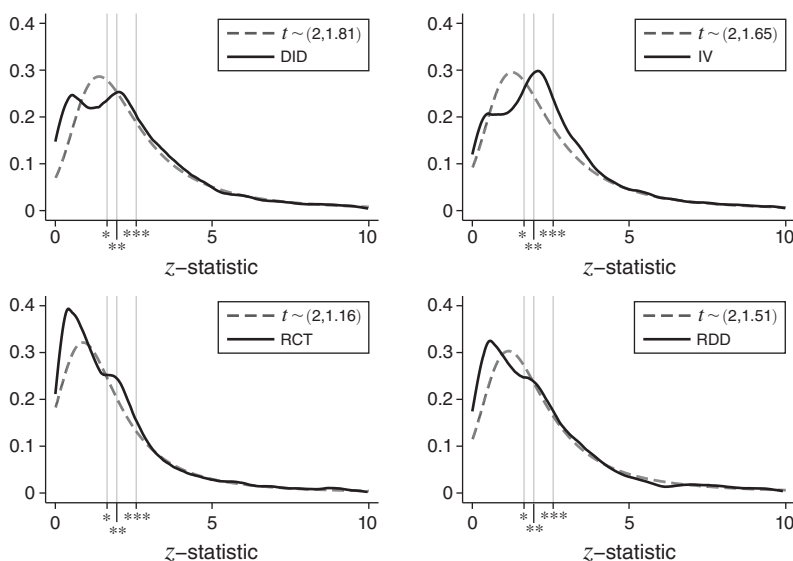 0.4
0.3
0.2
0.1
0
t ~ (2,1.81)
DID
0 * ** *** 5 10
z−statistic
0.4
0.3
0.2
0.1
0
t ~ (2,1.65)
IV
0 * ** *** 5 10
z−statistic
0.4
0.3
0.2
0.1
0
t ~ (2,1.16)
RCT
0 * ** *** 5 10
z−statistic
0.4
0.3
0.2
0.1
0
t ~ (2,1.51)
RDD
0 * ** *** 5 10
z−statistic